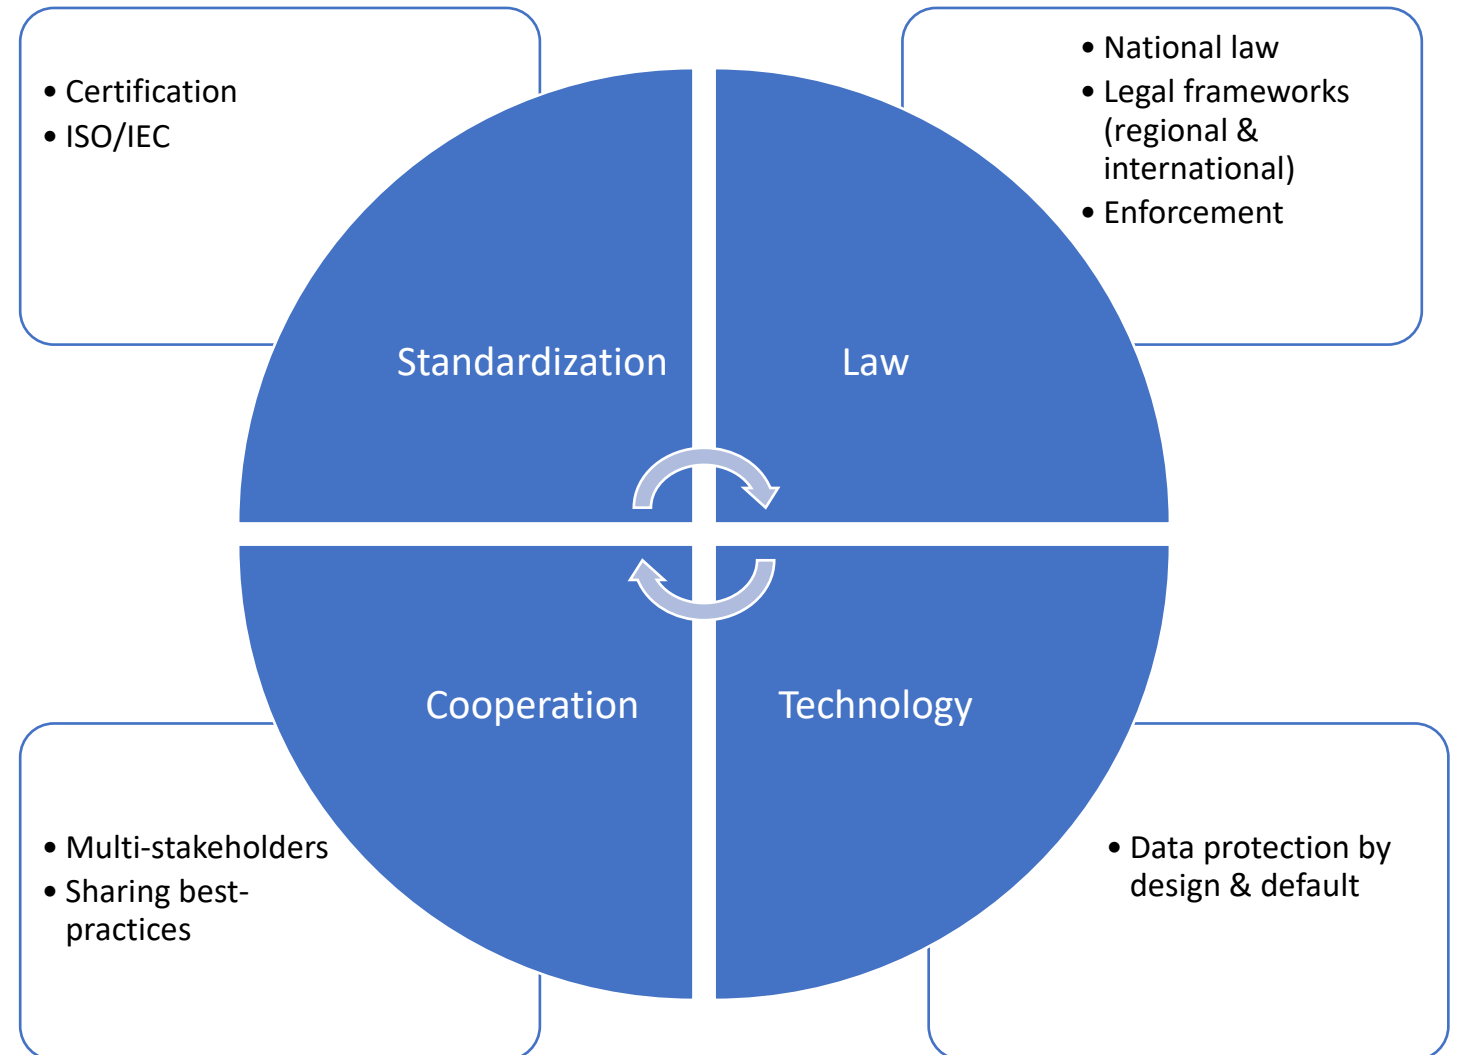 • Certification
• ISO/IEC
• National law
• Legal frameworks
(regional &
international)
• Enforcement
Standardization
Law
Cooperation
Technology
• Multi-stakeholders
• Sharing best-
practices
• Data protection by
design & default